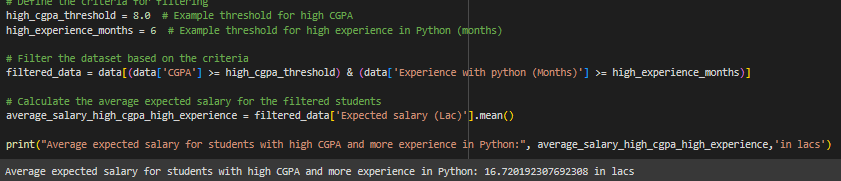 # Define the criteria for filtering
high_cgpa_threshold = 8.0  # Example threshold for high CGPA
high_experience_months = 6  # Example threshold for high experience in Python (months)
# Filter the dataset based on the criteria
filtered_data = data[(data['CGPA'] >= high_cgpa_threshold) & (data['Experience with python (Months)'] >= high_experience_months)]
# Calculate the average expected salary for the filtered students
average_salary_high_cgpa_high_experience = filtered_data['Expected salary (Lac)'].mean()
print("Average expected salary for students with high CGPA and more experience in Python:", average_salary_high_cgpa_high_experience,'in lacs')
Average expected salary for students with high CGPA and more experience in Python: 16.720192307692308 in lacs